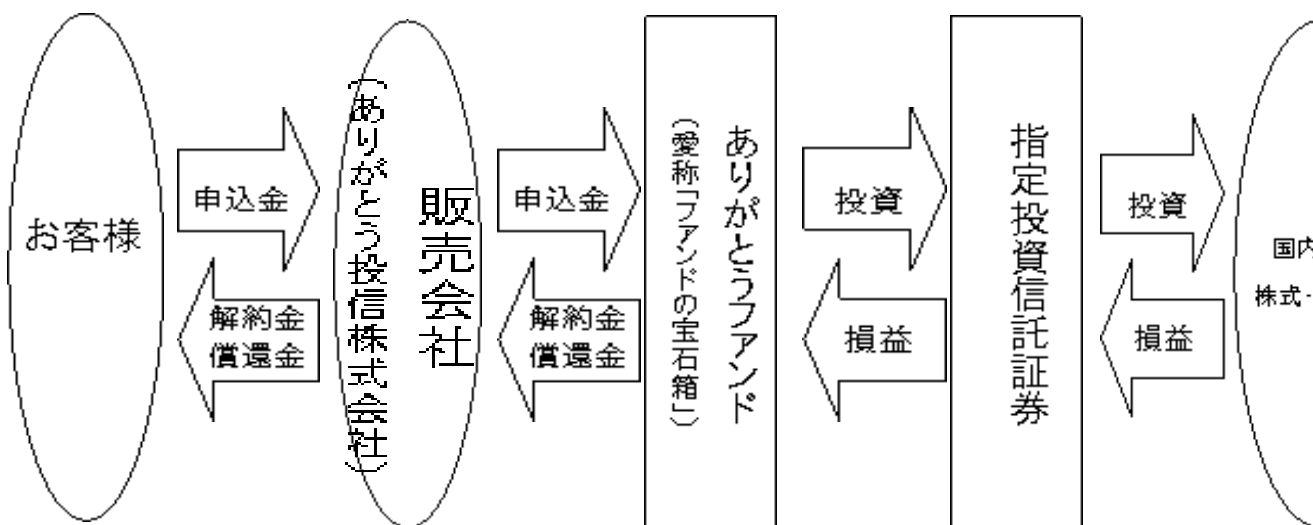 お客様
申込金
解約金
償還金
販売会社
(ありがとう投信株式会社)
申込金
解約金
償還金
ありがとうファンド
(愛称「ファンドの宝石箱」)
投資
損益
指定投資信託証券
投資
損益
国内
株式・